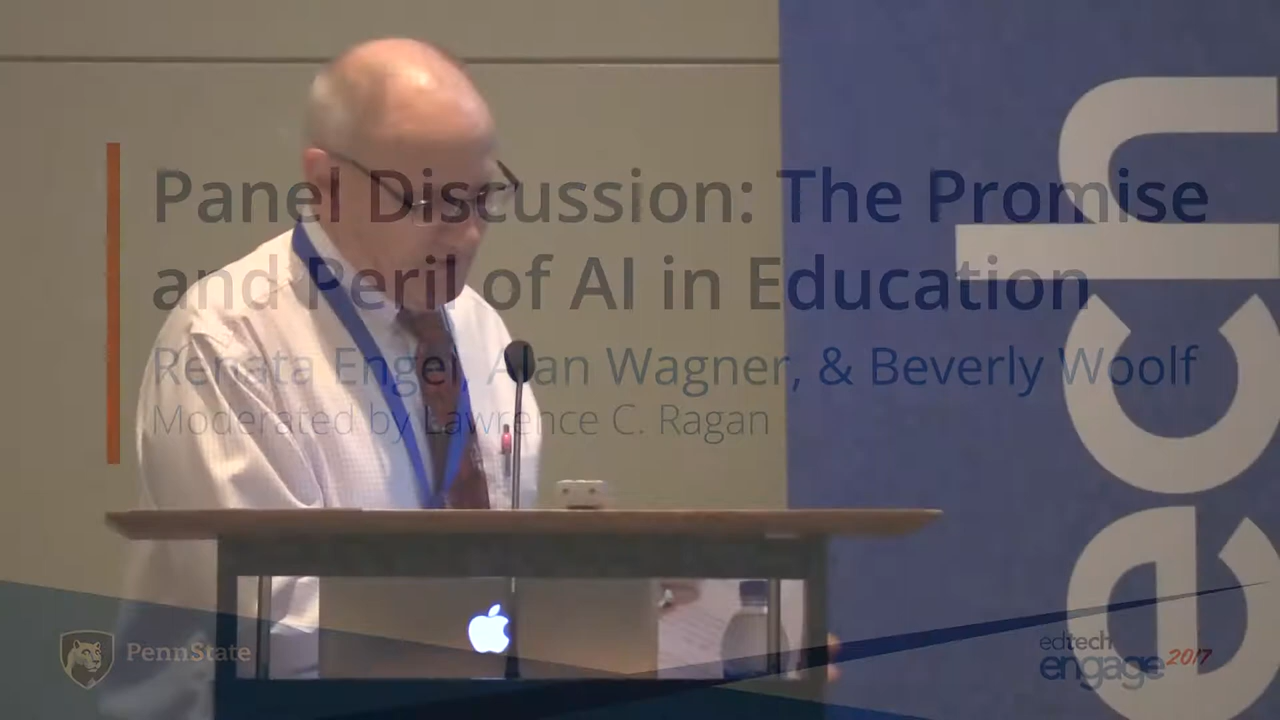 Panel Discussion: The Promise
and Peril of AI in Education
Renata Engel, Alan Wagner, & Beverly Woolf
Moderated by Lawrence C. Ragan
PennState
edtech
engage 2017
ech